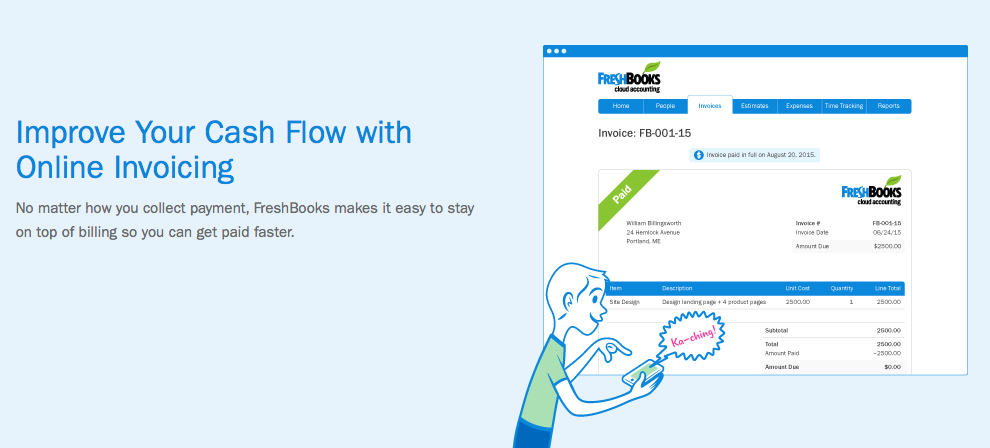 Improve Your Cash Flow with
Online Invoicing
No matter how you collect payment, FreshBooks makes it easy to stay
on top of billing so you can get paid faster.
FRESHBOOKS
cloud accounting
Home People Invoices Estimates Expenses Time Tracking Reports
Invoice: FB-001-15
Invoice paid in full on August 20, 2015.
Paid
FRESHBOOKS
cloud accounting
William Billingsworth
24 Hemlock Avenue
Portland, ME
Invoice # FB-001-15
Invoice Date 08/24/15
Amount Due $2500.00
Item Description Unit Cost Quantity Line Total
Site Design Design landing page + 4 product pages 2500.00 1 2500.00
Ka-ching!
Subtotal 2500.00
Total 2500.00
Amount Paid -2500.00
Amount Due $0.00